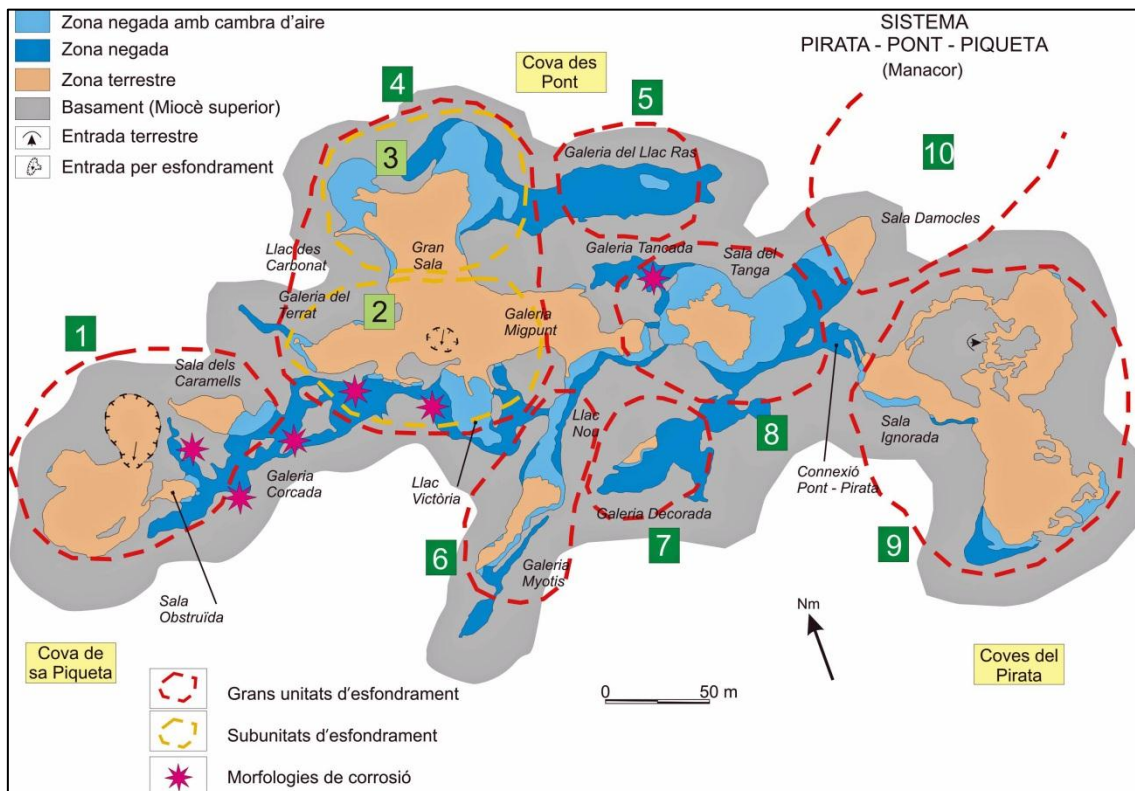 Zona negada amb cambra d'aire
Zona negada
Zona terrestre
Basament (Miocè superior)
Entrada terrestre
Entrada per esfondrament
SISTEMA
PIRATA - PONT - PIQUETA
(Manacor)
Cova des
Pont
4
5
10
3
Galeria del Llac Ras
Sala Damocles
Llac des
Carbonat
Gran
Sala
Galeria Tancada
Sala del
Tanga
Galeria del
Terrat
2
Galeria
Migpunt
1
Sala dels
Caramells
Llac
Nou
8
Sala
Ignorada
Galeria
Corcada
Llac
Victòria
Connexió
Pont - Pirata
Galeria Decorada
7
9
6
Galeria
Myotis
Sala
Obstruïda
Nm
Cova de
sa Piqueta
Coves del
Pirata
Grans unitats d'esfondrament
0 50 m
Subunitats d'esfondrament
Morfologies de corrosió